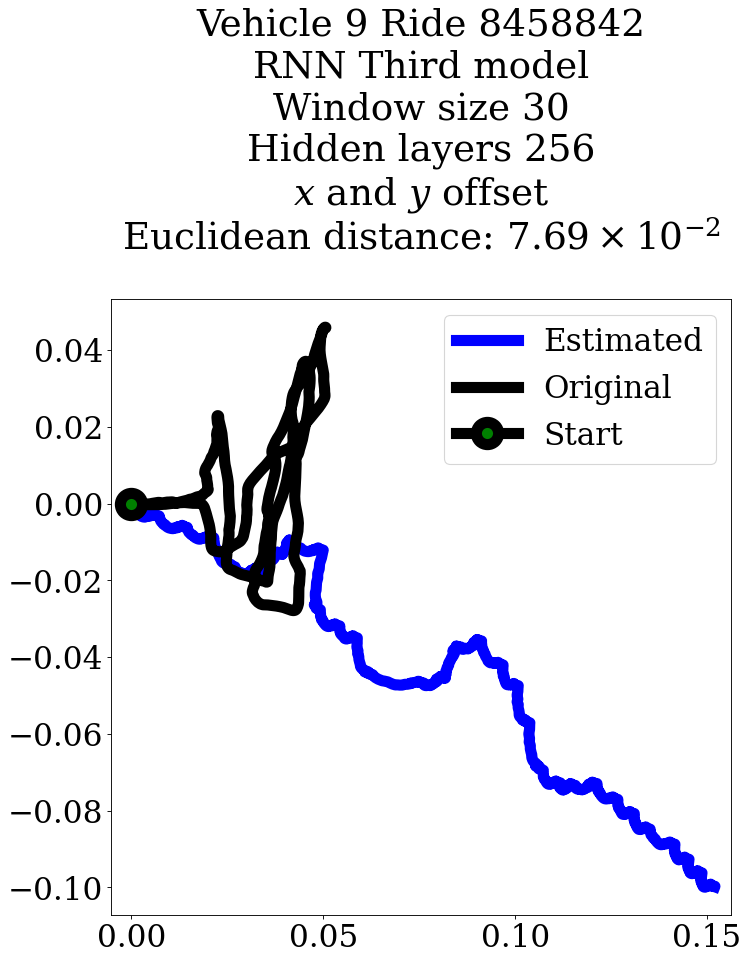 Vehicle 9 Ride 8458842
RNN Third model
Window size 30
Hidden layers 256
x and y offset
Euclidean distance: 7.69 × 10⁻²
Estimated
Original
Start
0.04
0.02
0.00
−0.02
−0.04
−0.06
−0.08
−0.10
0.00 0.05 0.10 0.15